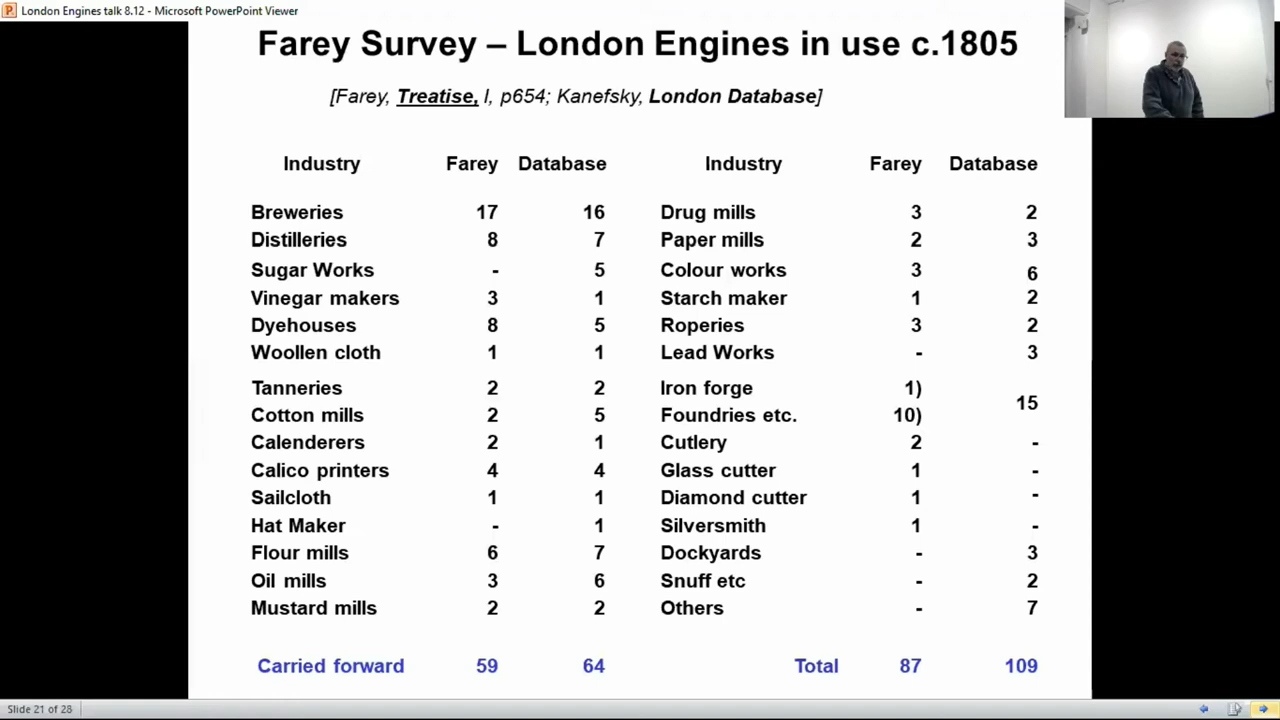 London Engines talk 8.12 - Microsoft PowerPoint Viewer
Farey Survey – London Engines in use c.1805
[Farey, Treatise, I, p654; Kanefsky, London Database]
Industry Farey Database Industry Farey Database
Breweries 17 16 Drug mills 3 2
Distilleries 8 7 Paper mills 2 3
Sugar Works - 5 Colour works 3 6
Vinegar makers 3 1 Starch maker 1 2
Dyehouses 8 5 Roperies 3 2
Woollen cloth 1 1 Lead Works - 3
Tanneries 2 2 Iron forge 1)
15
Cotton mills 2 5 Foundries etc. 10)
Calenderers 2 1 Cutlery 2 -
Calico printers 4 4 Glass cutter 1 -
Sailcloth 1 1 Diamond cutter 1 -
Hat Maker - 1 Silversmith 1 -
Flour mills 6 7 Dockyards - 3
Oil mills 3 6 Snuff etc - 2
Mustard mills 2 2 Others - 7
Carried forward 59 64 Total 87 109
Slide 21 of 28